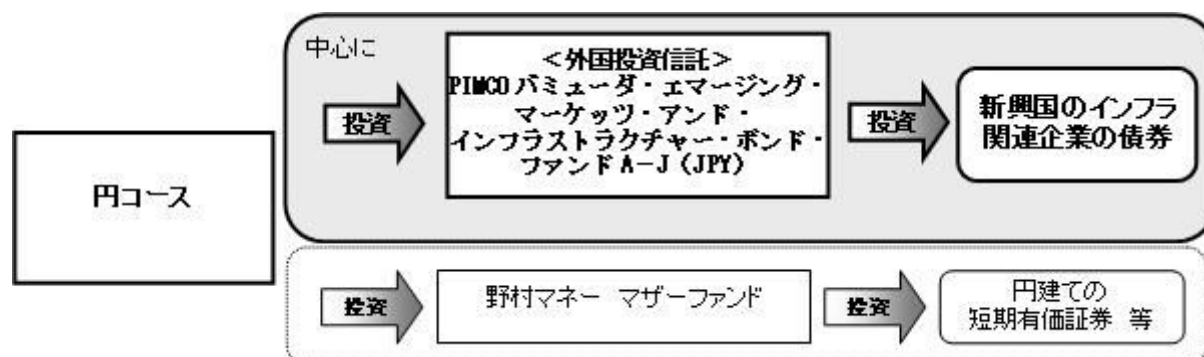 中心に
円コース
投資
＜外国投資信託＞
PIMCO バミューダ・エマージング・
マーケッツ・アンド・
インフラストラクチャー・ボンド・
ファンド A－J（JPY）
投資
新興国のインフラ
関連企業の債券
投資
野村マネー マザーファンド
投資
円建ての
短期有価証券 等